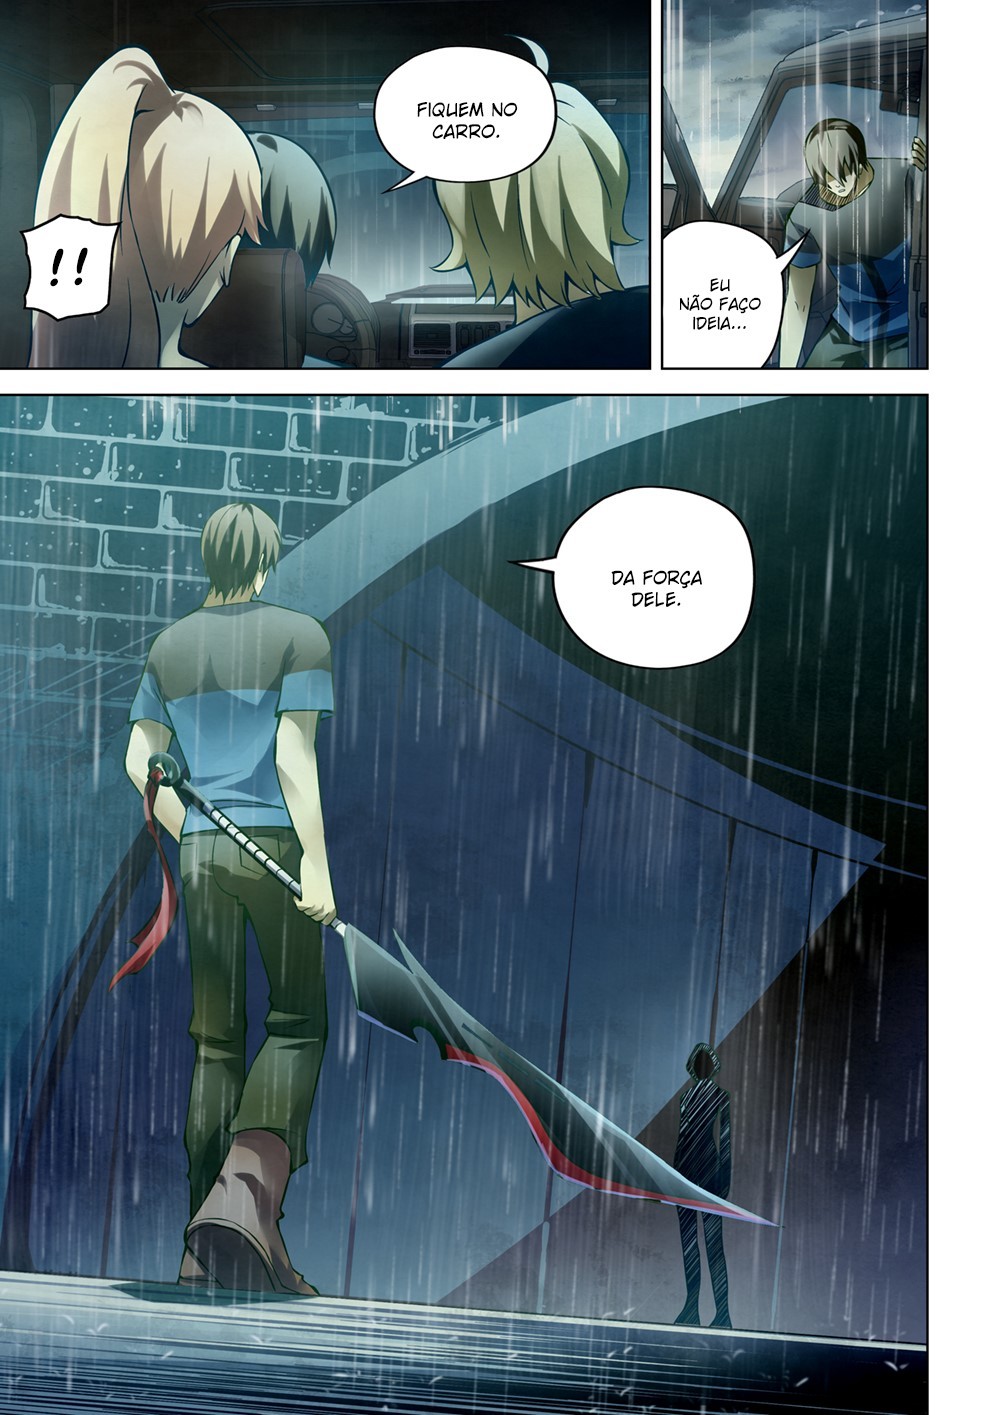 FIQUEM NO
CARRO.
!!
EU
NÃO FAÇO
IDEIA...
DA FORÇA
DELE.